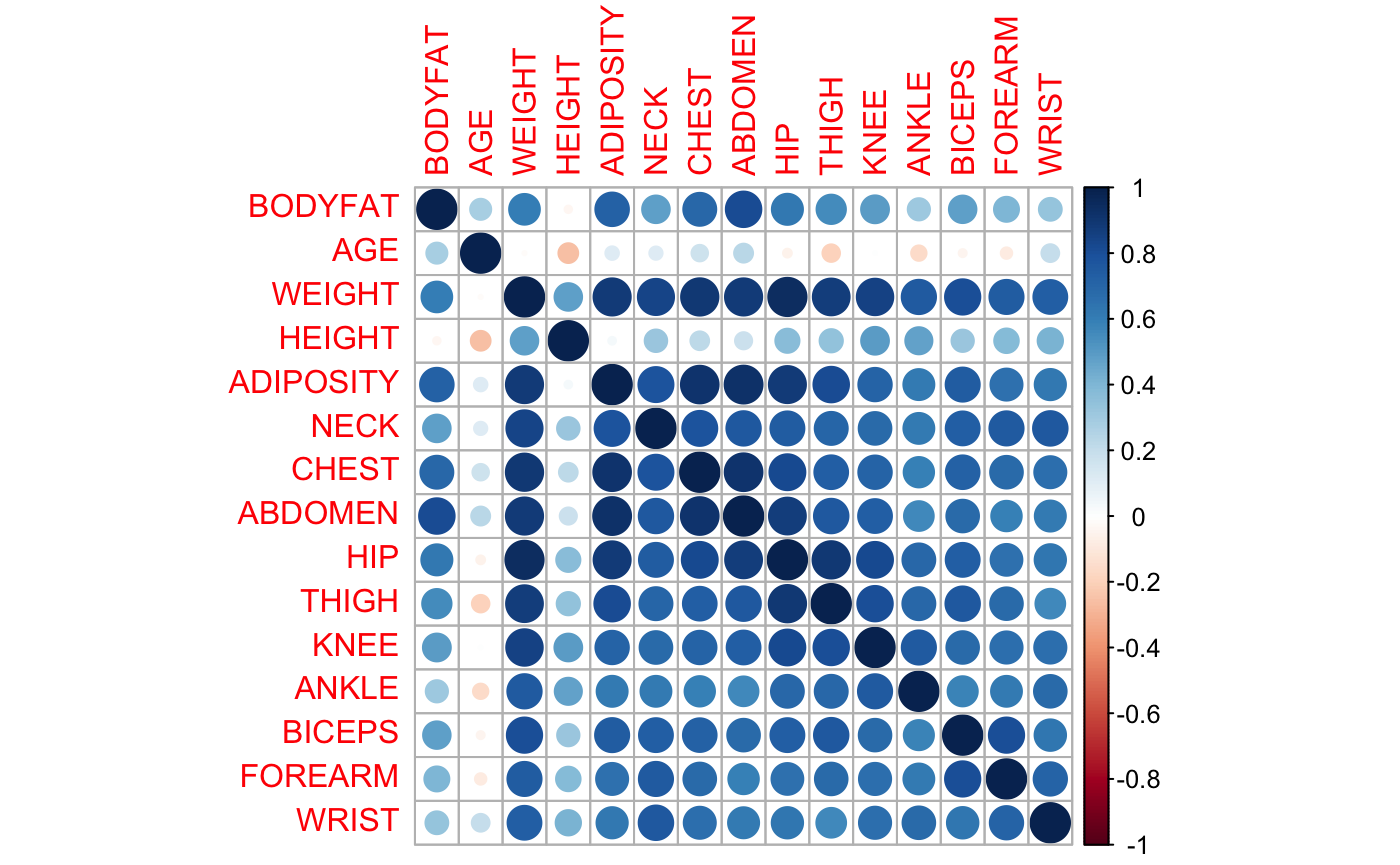 BODYFAT
AGE
WEIGHT
HEIGHT
ADIPOSITY
NECK
CHEST
ABDOMEN
HIP
THIGH
KNEE
ANKLE
BICEPS
FOREARM
WRIST
BODYFAT
AGE
WEIGHT
HEIGHT
ADIPOSITY
NECK
CHEST
ABDOMEN
HIP
THIGH
KNEE
ANKLE
BICEPS
FOREARM
WRIST
1
0.8
0.6
0.4
0.2
0
-0.2
-0.4
-0.6
-0.8
-1